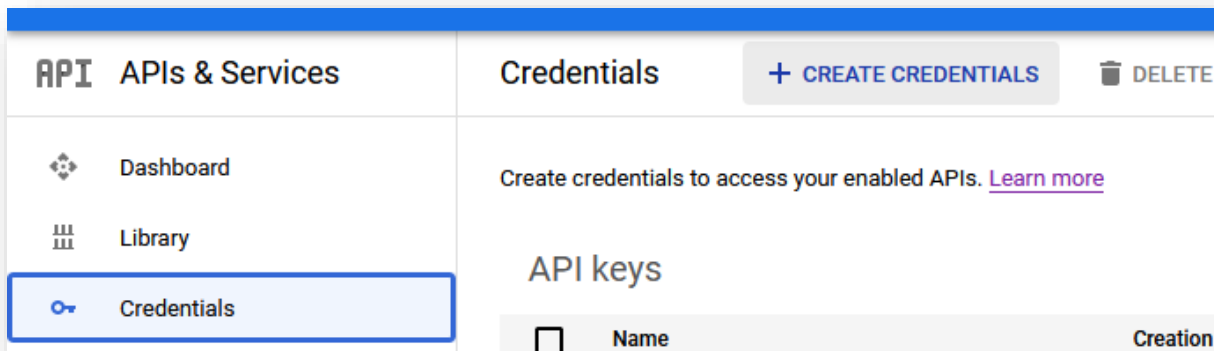 API APIs & Services
Credentials
+ CREATE CREDENTIALS
DELETE
Dashboard
Library
Credentials
Create credentials to access your enabled APIs. Learn more
API keys
Name
Creation